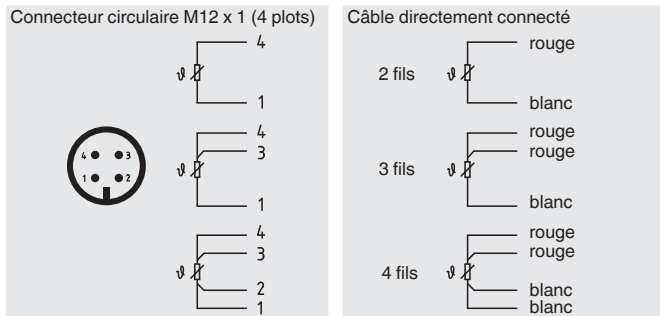 Connecteur circulaire M12 x 1 (4 plots)
4
ϑ
1
4
3
ϑ
1
4 3
1 2
4
3
ϑ
2
1
Câble directement connecté
rouge
2 fils ϑ
blanc
rouge
rouge
3 fils ϑ
blanc
rouge
rouge
4 fils ϑ
blanc
blanc